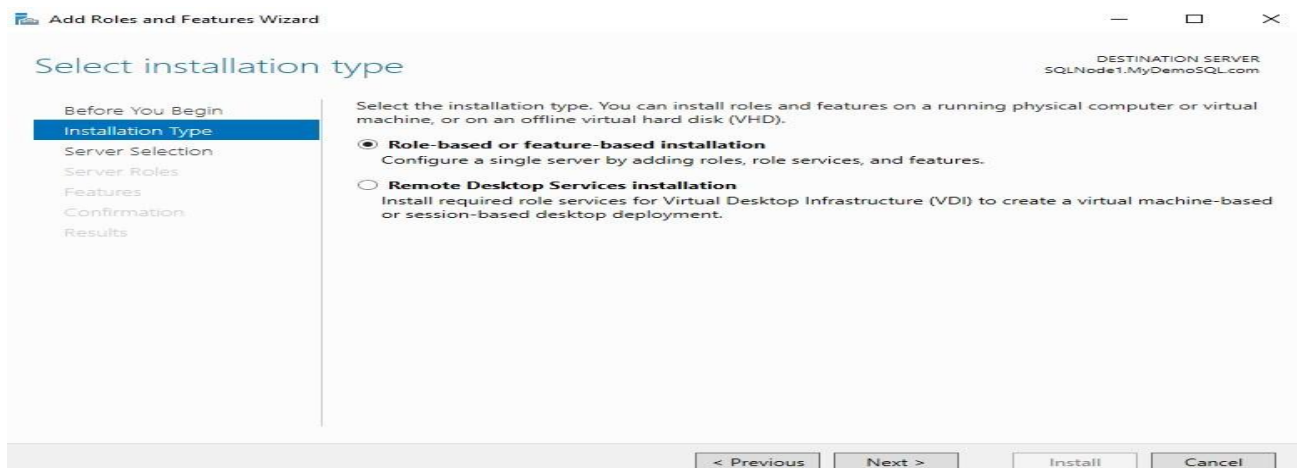 Add Roles and Features Wizard
Select installation type
DESTINATION SERVER
SQLNode1.MyDemoSQL.com
Before You Begin
Installation Type
Server Selection
Server Roles
Features
Confirmation
Results
Select the installation type. You can install roles and features on a running physical computer or virtual
machine, or on an offline virtual hard disk (VHD).
Role-based or feature-based installation
Configure a single server by adding roles, role services, and features.
Remote Desktop Services installation
Install required role services for Virtual Desktop Infrastructure (VDI) to create a virtual machine-based
or session-based desktop deployment.
< Previous
Next >
Install
Cancel